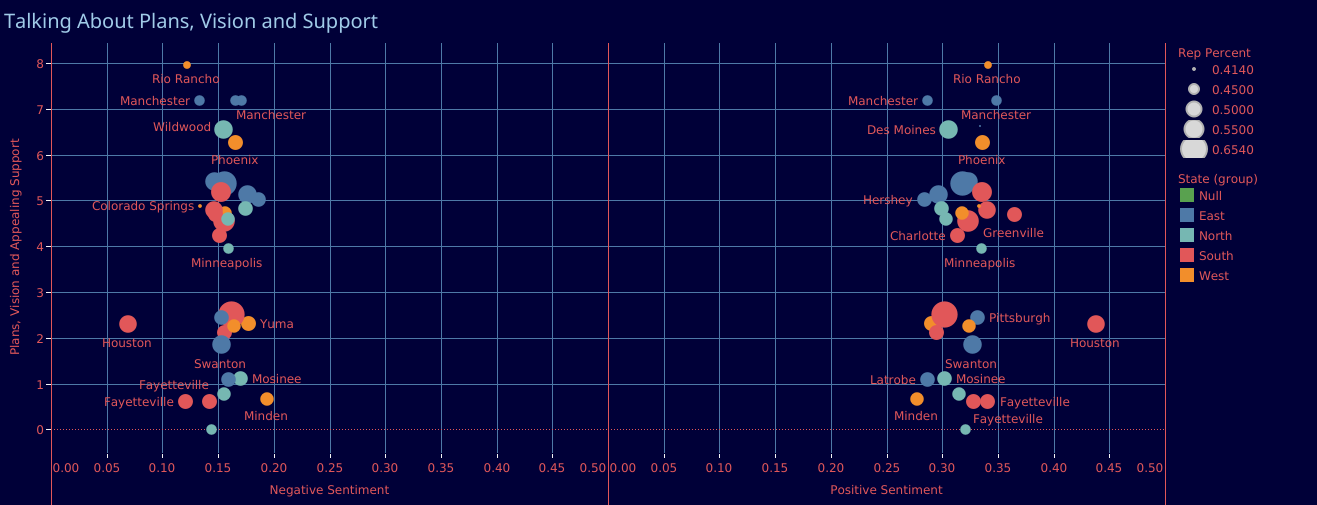 Talking About Plans, Vision and Support
Plans, Vision and Appealing Support
8
7
6
5
4
3
2
1
0
Rio Rancho
Manchester
Manchester
Wildwood
Phoenix
Colorado Springs
Minneapolis
Yuma
Houston
Swanton
Mosinee
Fayetteville
Fayetteville
Minden
0.00 0.05 0.10 0.15 0.20 0.25 0.30 0.35 0.40 0.45 0.50
Negative Sentiment
Rio Rancho
Manchester
Manchester
Des Moines
Phoenix
Hershey
Greenville
Charlotte
Minneapolis
Pittsburgh
Houston
Swanton
Latrobe
Mosinee
Fayetteville
Minden
Fayetteville
0.00 0.05 0.10 0.15 0.20 0.25 0.30 0.35 0.40 0.45 0.50
Positive Sentiment
Rep Percent
0.4140
0.4500
0.5000
0.5500
0.6540
State (group)
Null
East
North
South
West